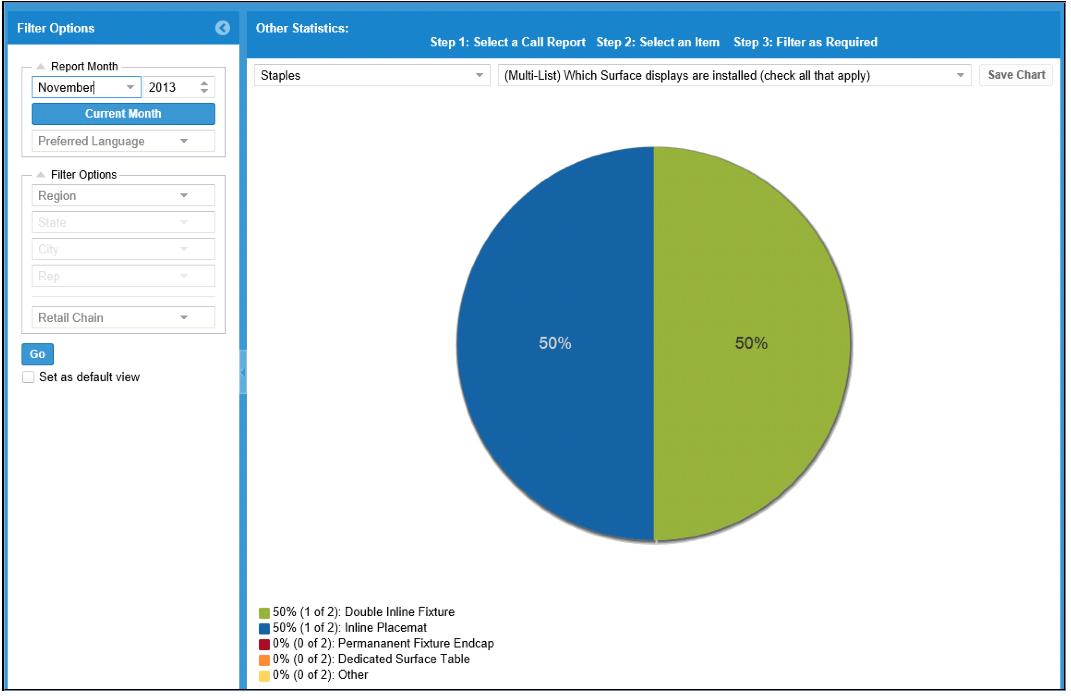 Filter Options
Report Month
November 2013
Current Month
Preferred Language
Filter Options
Region
State
City
Rep
Retail Chain
Go
Set as default view
Other Statistics:
Step 1: Select a Call Report Step 2: Select an Item Step 3: Filter as Required
Staples (Multi-List) Which Surface displays are installed (check all that apply) Save Chart
50% 50%
50% (1 of 2): Double Inline Fixture
50% (1 of 2): Inline Placemat
0% (0 of 2): Permananent Fixture Endcap
0% (0 of 2): Dedicated Surface Table
0% (0 of 2): Other